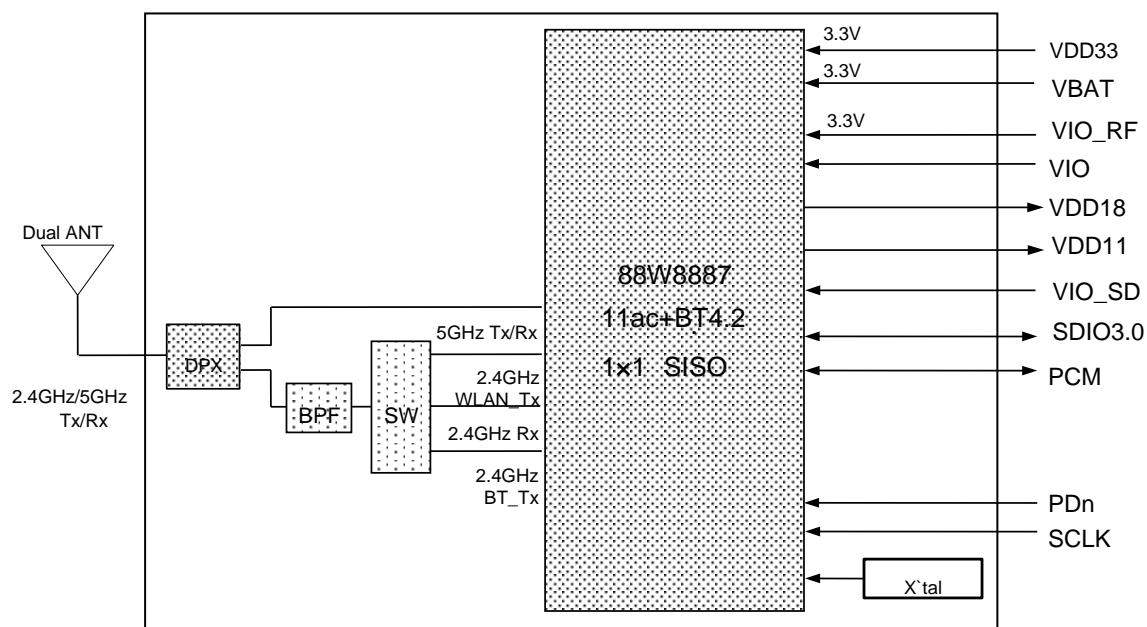 3.3V
VDD33
3.3V
VBAT
3.3V
VIO_RF
VIO
VDD18
Dual ANT
VDD11
88W8887
VIO_SD
11ac+BT4.2
5GHz Tx/Rx
SDIO3.0
DPX
1×1 SISO
2.4GHz
WLAN_Tx
PCM
2.4GHz/5GHz
Tx/Rx
BPF
SW
2.4GHz Rx
2.4GHz
BT_Tx
PDn
SCLK
X`tal